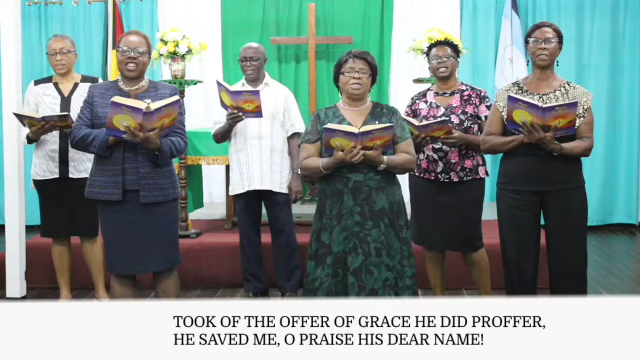 TOOK OF THE OFFER OF GRACE HE DID PROFFER,
HE SAVED ME, O PRAISE HIS DEAR NAME!